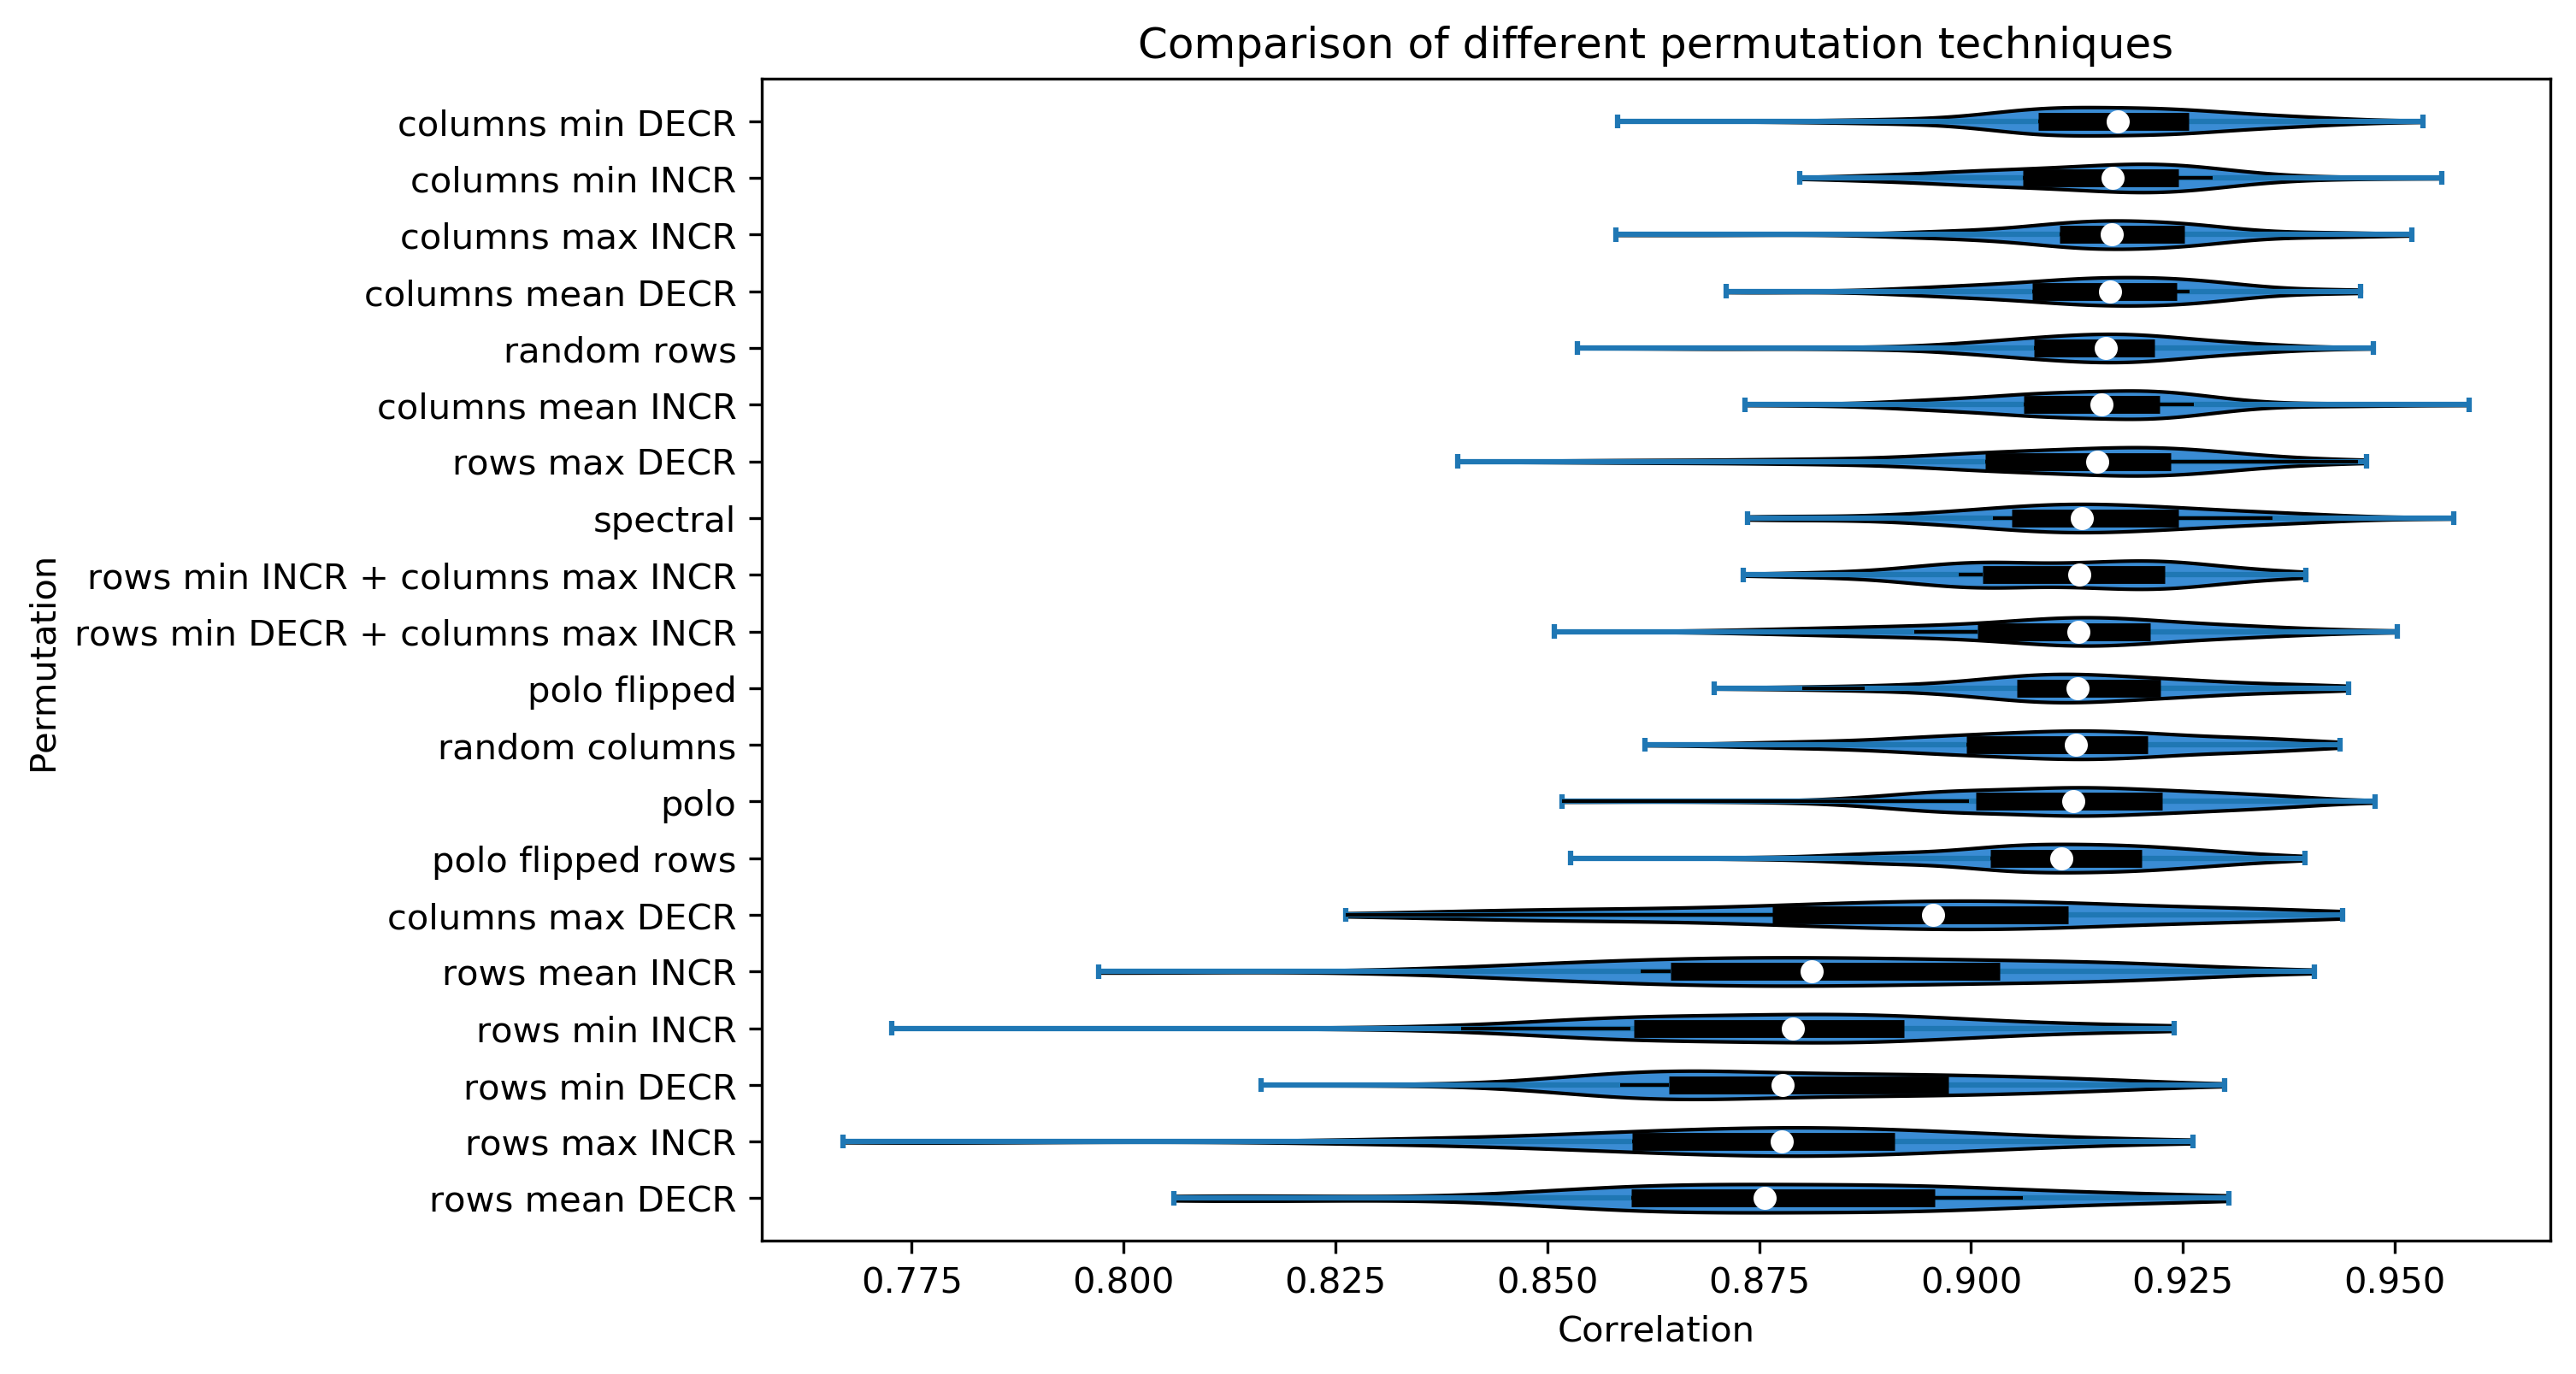 Comparison of different permutation techniques
Permutation
columns min DECR
columns min INCR
columns max INCR
columns mean DECR
random rows
columns mean INCR
rows max DECR
spectral
rows min INCR + columns max INCR
rows min DECR + columns max INCR
polo flipped
random columns
polo
polo flipped rows
columns max DECR
rows mean INCR
rows min INCR
rows min DECR
rows max INCR
rows mean DECR
0.775 0.800 0.825 0.850 0.875 0.900 0.925 0.950
Correlation